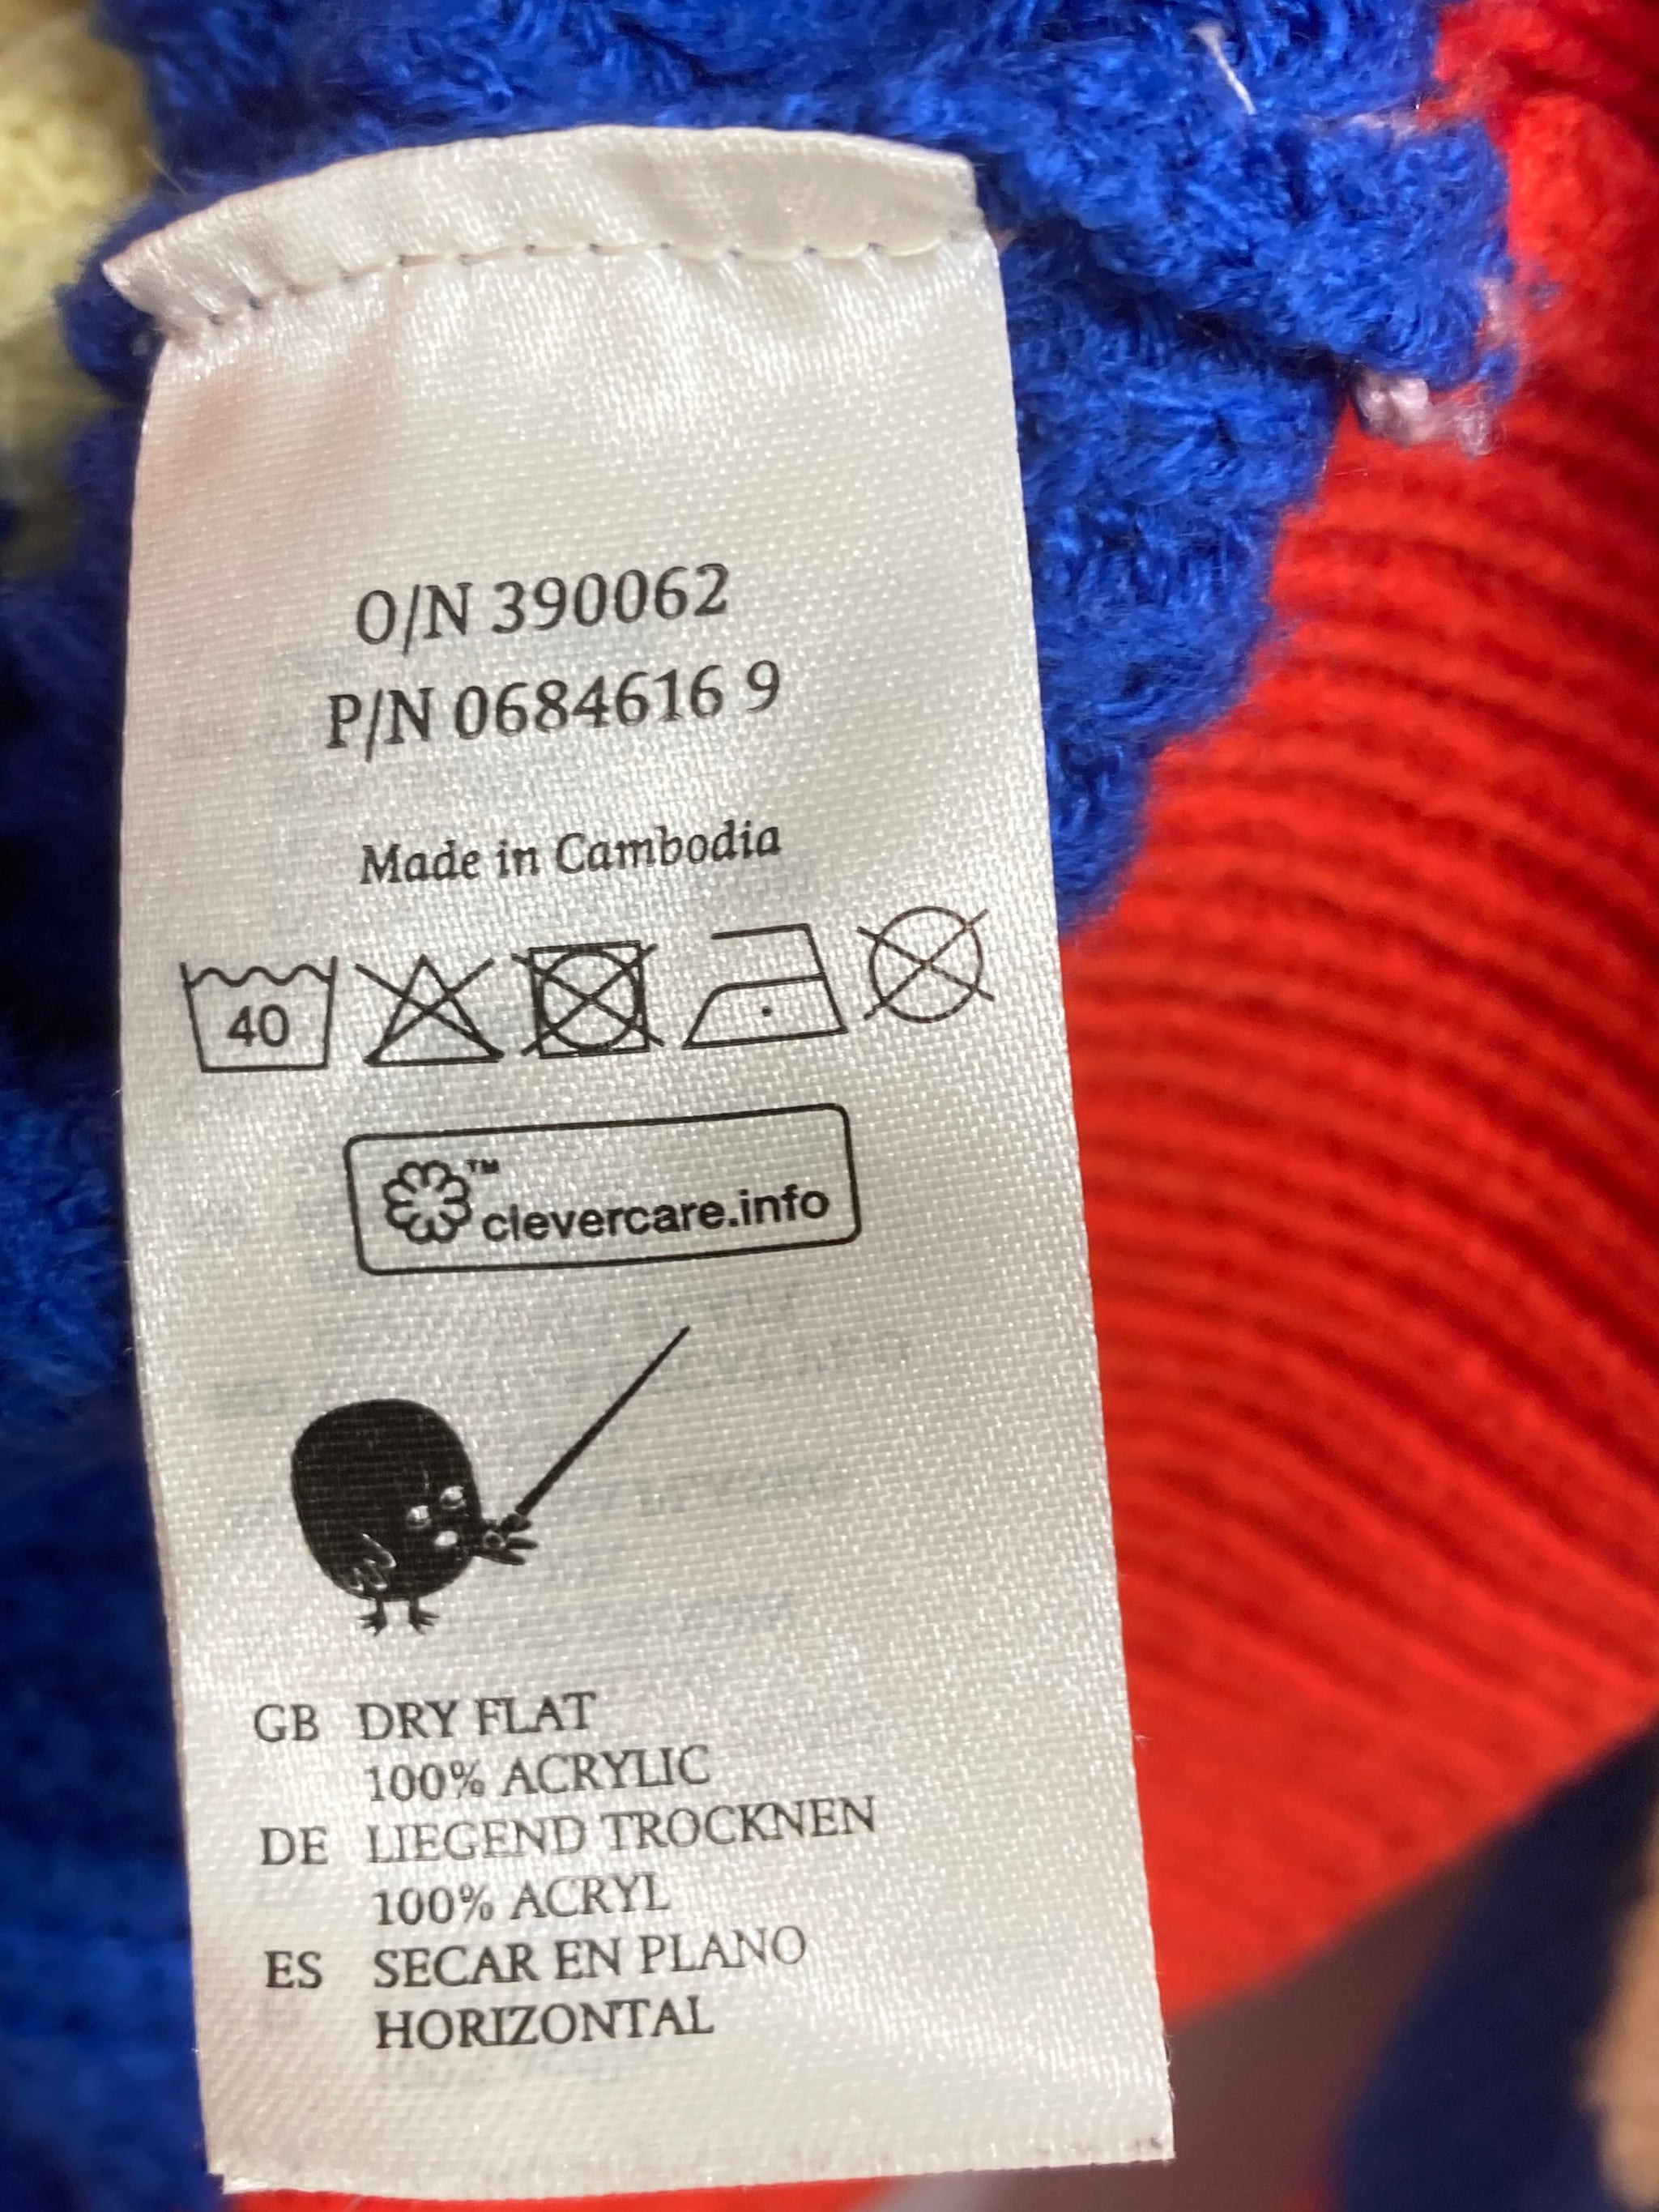 O/N 390062
P/N 0684616 9
Made in Cambodia
40
™
clevercare.info
GB DRY FLAT
100% ACRYLIC
DE LIEGEND TROCKNEN
100% ACRYL
ES SECAR EN PLANO
HORIZONTAL